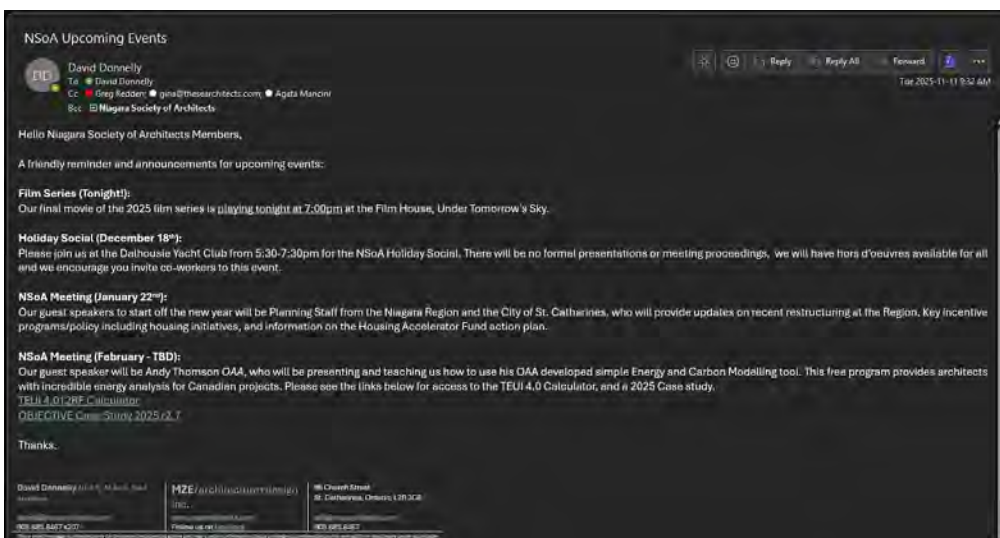 NSoA Upcoming Events
DD
David Donnelly
Reply
Reply All
Forward
To David Donnelly
Cc Greg Redden; gina@thesearchitects.com; Agata Mancini
Bcc Niagara Society of Architects
Tue 2025-11-11 9:32 AM
Hello Niagara Society of Architects Members,
A friendly reminder and announcements for upcoming events:
Film Series (Tonight!):
Our final movie of the 2025 film series is playing tonight at 7:00pm at the Film House, Under Tomorrow's Sky.
Holiday Social (December 18th):
Please join us at the Dalhousie Yacht Club from 5:30-7:30pm for the NSoA Holiday Social. There will be no formal presentations or meeting proceedings, we will have hors d'oeuvres available for all
and we encourage you invite co-workers to this event.
NSoA Meeting (January 22nd):
Our guest speakers to start off the new year will be Planning Staff from the Niagara Region and the City of St. Catharines, who will provide updates on recent restructuring at the Region, Key incentive
programs/policy including housing initiatives, and information on the Housing Accelerator Fund action plan.
NSoA Meeting (February - TBD):
Our guest speaker will be Andy Thomson OAA, who will be presenting and teaching us how to use his OAA developed simple Energy and Carbon Modelling tool. This free program provides architects
with incredible energy analysis for Canadian projects. Please see the links below for access to the TEUI 4.0 Calculator, and a 2025 Case study.
TEUI 4.012RF Calculator
OBJECTIVE Case Study 2025 r2.7
Thanks.
David Donnelly
MZE
Church Street
St. Catharines, Ontario, L2R 3C8
Follow us on
905 685 8467